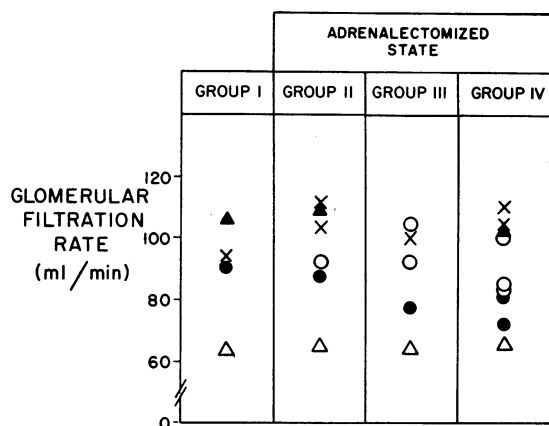 ADRENALECTOMIZED
STATE
GROUP I GROUP II GROUP III GROUP IV
GLOMERULAR
FILTRATION
RATE
(ml/min)
120
100
80
60
0